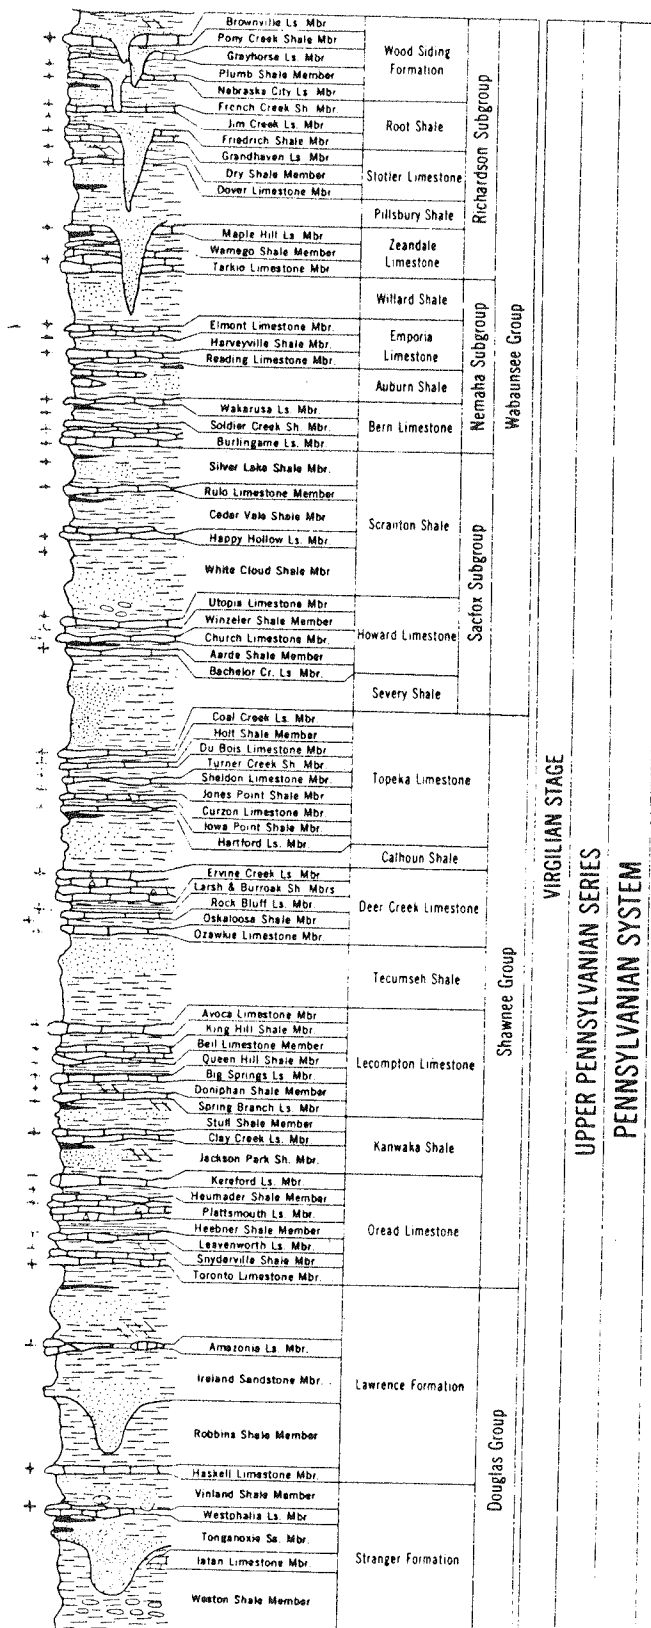 Brownville Ls. Mbr.
Pony Creek Shale Mbr
Grayhorse Ls. Mbr
Plumb Shale Member
Nebraska City Ls. Mbr.
French Creek Sh. Mbr.
Jim Creek Ls. Mbr.
Friedrich Shale Mbr
Grandhaven Ls. Mbr
Dry Shale Member
Dover Limestone Mbr
Maple Hill Ls. Mbr
Wamego Shale Member
Tarkio Limestone Mbr
Elmont Limestone Mbr.
Harveyville Shale Mbr.
Reading Limestone Mbr.
Wakarusa Ls. Mbr.
Soldier Creek Sh. Mbr.
Burlingame Ls. Mbr.
Silver Lake Shale Mbr.
Rulo Limestone Member
Cedar Vale Shale Mbr
Happy Hollow Ls. Mbr.
White Cloud Shale Mbr
Utopia Limestone Mbr
Winzeler Shale Member
Church Limestone Mbr.
Aarde Shale Member
Bachelor Cr. Ls. Mbr.
Coal Creek Ls. Mbr
Holt Shale Member
Du Bois Limestone Mbr
Turner Creek Sh. Mbr
Sheldon Limestone Mbr.
Jones Point Shale Mbr
Curzon Limestone Mbr.
Iowa Point Shale Mbr.
Hartford Ls. Mbr.
Ervine Creek Ls. Mbr
Larsh & Burroak Sh. Mbrs
Rock Bluff Ls. Mbr.
Oskaloosa Shale Mbr
Ozawkie Limestone Mbr.
Avoca Limestone Mbr
King Hill Shale Mbr.
Beil Limestone Member
Queen Hill Shale Mbr
Big Springs Ls. Mbr
Doniphan Shale Member
Spring Branch Ls. Mbr
Stull Shale Member
Clay Creek Ls. Mbr.
Jackson Park Sh. Mbr.
Kereford Ls. Mbr.
Heumader Shale Member
Plattsmouth Ls. Mbr
Heebner Shale Member
Leavenworth Ls. Mbr.
Snyderville Shale Mbr.
Toronto Limestone Mbr.
Amazonia Ls. Mbr.
Ireland Sandstone Mbr.
Robbins Shale Member
Haskell Limestone Mbr.
Vinland Shale Member
Westphalia Ls. Mbr
Tonganoxie Ss. Mbr.
Iatan Limestone Mbr.
Weston Shale Member
Wood Siding
Formation
Root Shale
Stotler Limestone
Pillsbury Shale
Zeandale
Limestone
Willard Shale
Emporia
Limestone
Auburn Shale
Bern Limestone
Scranton Shale
Howard Limestone
Severy Shale
Topeka Limestone
Calhoun Shale
Deer Creek Limestone
Tecumseh Shale
Lecompton Limestone
Kanwaka Shale
Oread Limestone
Lawrence Formation
Stranger Formation
Richardson Subgroup
Nemaha Subgroup
Sacfox Subgroup
Wabaunsee Group
Shawnee Group
Douglas Group
VIRGILIAN STAGE
UPPER PENNSYLVANIAN SERIES
PENNSYLVANIAN SYSTEM